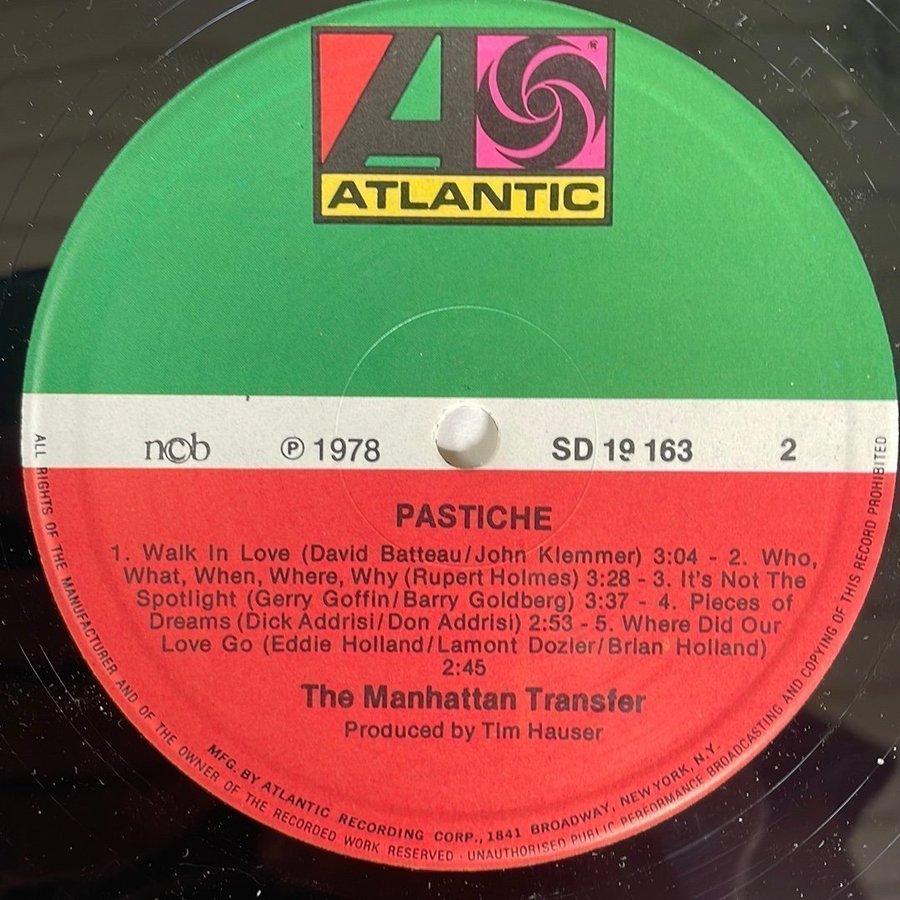 A
ATLANTIC
®
ncb ℗ 1978 SD 19 163 2
PASTICHE
1. Walk In Love (David Batteau/John Klemmer) 3:04 - 2. Who,
What, When, Where, Why (Rupert Holmes) 3:28 - 3. It's Not The
Spotlight (Gerry Goffin/Barry Goldberg) 3:37 - 4. Pieces of
Dreams (Dick Addrisi/Don Addrisi) 2:53 - 5. Where Did Our
Love Go (Eddie Holland/Lamont Dozier/Brian Holland)
2:45
The Manhattan Transfer
Produced by Tim Hauser
MFG. BY ATLANTIC RECORDING CORP., 1841 BROADWAY, NEW YORK, N.Y.
ALL RIGHTS OF THE MANUFACTURER AND OF THE OWNER OF THE RECORDED WORK RESERVED - UNAUTHORISED PUBLIC PERFORMANCE BROADCASTING AND COPYING OF THIS RECORD PROHIBITED